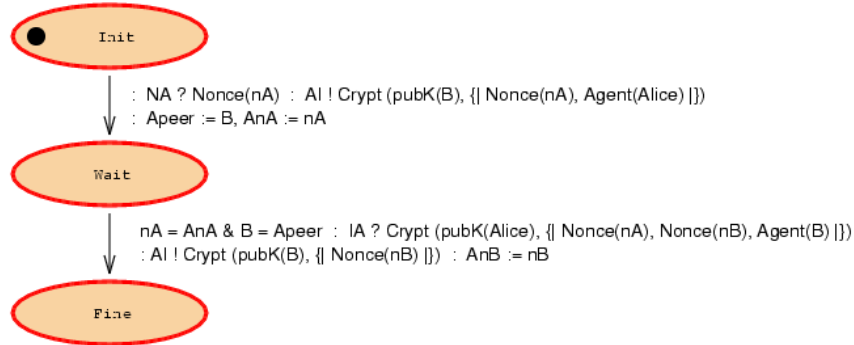 Init
: NA ? Nonce(nA) : AI ! Crypt (pubK(B), {| Nonce(nA), Agent(Alice) |})
: Apeer := B, AnA := nA
Wait
nA = AnA & B = Apeer : IA ? Crypt (pubK(Alice), {| Nonce(nA), Nonce(nB), Agent(B) |})
: AI ! Crypt (pubK(B), {| Nonce(nB) |}) : AnB := nB
Fine